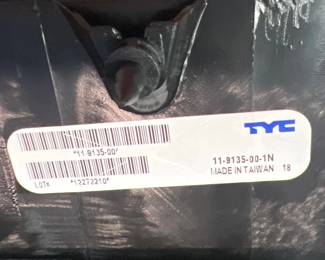 TYC
*11-9135-00*
11-9135-00-1N
MADE IN TAIWAN 18
LOT# *12272210*